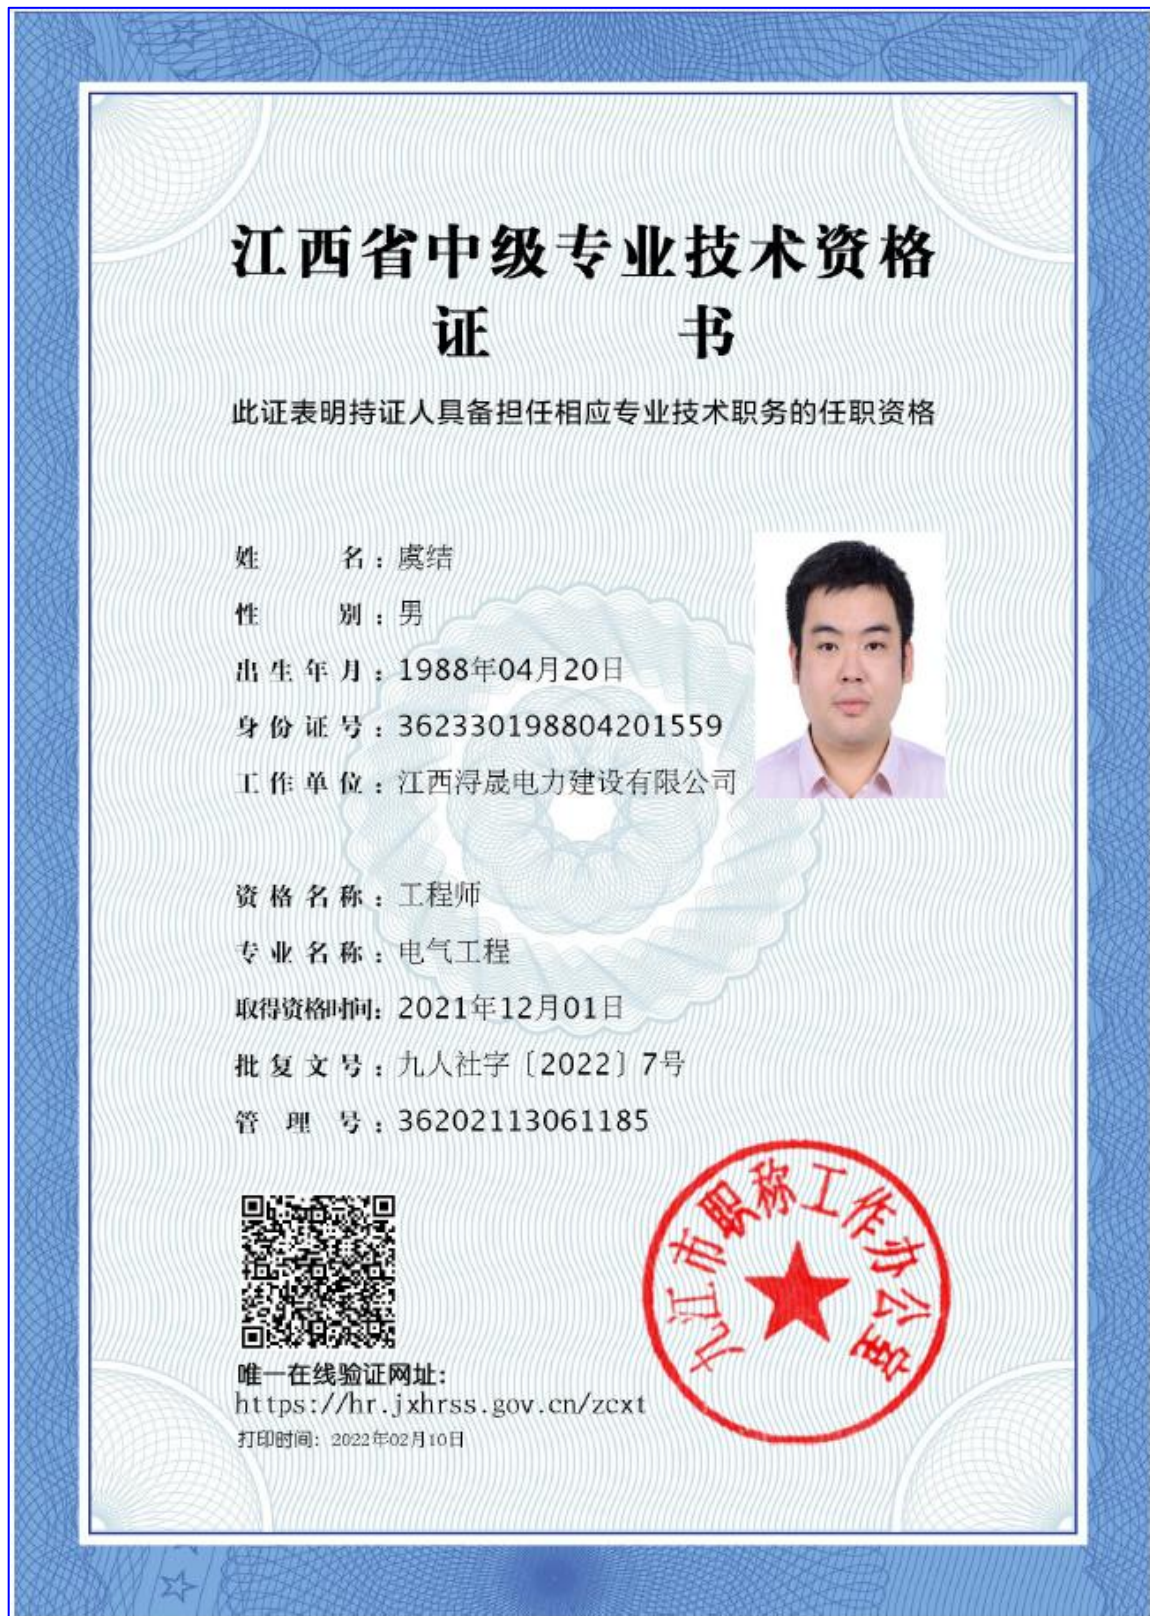 江西省中级专业技术资格
证 书
此证表明持证人具备担任相应专业技术职务的任职资格
姓 名：虞结
性 别：男
出生年月：1988年04月20日
身份证号：362330198804201559
工作单位：江西浔晟电力建设有限公司
资格名称：工程师
专业名称：电气工程
取得资格时间：2021年12月01日
批复文号：九人社字〔2022〕7号
管 理 号：36202113061185
九江市职称工作办公室
唯一在线验证网址：
https://hr.jxhrss.gov.cn/zcxt
打印时间：2022年02月10日